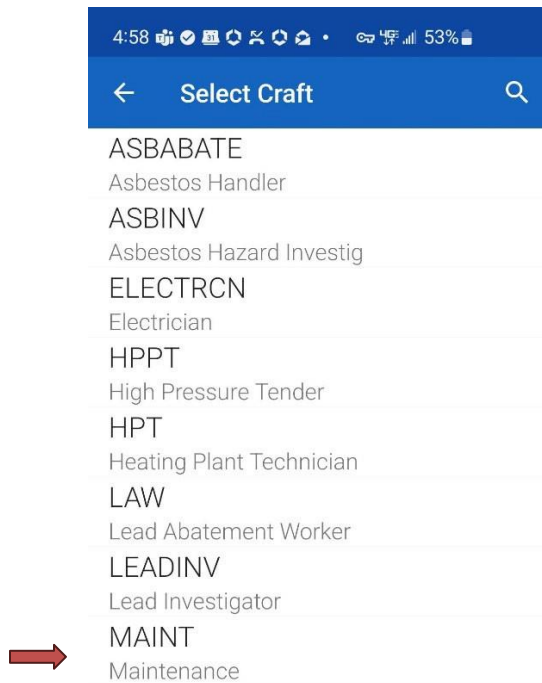 4:58 53%
Select Craft
ASBABATE
Asbestos Handler
ASBINV
Asbestos Hazard Investig
ELECTRCN
Electrician
HPPT
High Pressure Tender
HPT
Heating Plant Technician
LAW
Lead Abatement Worker
LEADINV
Lead Investigator
MAINT
Maintenance